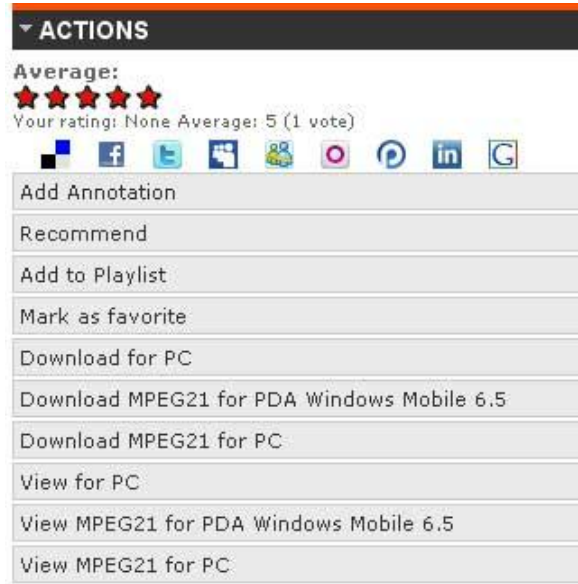 ACTIONS
Average:
Your rating: None Average: 5 (1 vote)
f t in G
Add Annotation
Recommend
Add to Playlist
Mark as favorite
Download for PC
Download MPEG21 for PDA Windows Mobile 6.5
Download MPEG21 for PC
View for PC
View MPEG21 for PDA Windows Mobile 6.5
View MPEG21 for PC